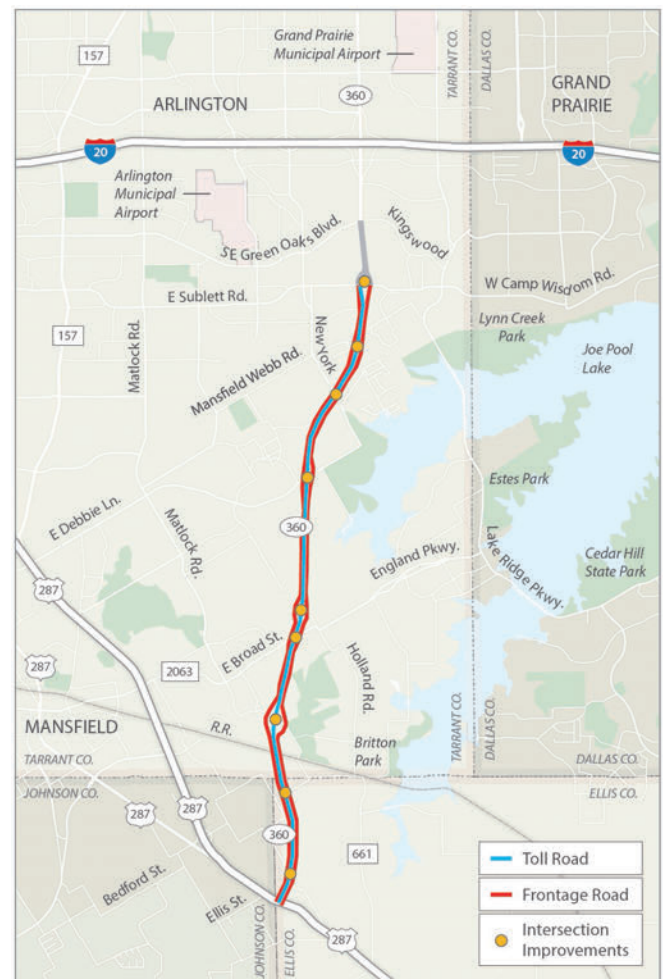 Grand Prairie
Municipal Airport
157
360
TARRANT CO.
DALLAS CO.
GRAND
PRAIRIE
ARLINGTON
20
20
Arlington
Municipal
Airport
SE Green Oaks Blvd.
Kingswood
E Sublett Rd.
W Camp Wisdom Rd.
Lynn Creek
Park
157
Matlock Rd.
New York
Joe Pool
Lake
Mansfield Webb Rd.
Estes Park
E Debbie Ln.
Matlock Rd.
360
England Pkwy.
Lake Ridge Pkwy.
Cedar Hill
State Park
287
287
E Broad St.
2063
Holland Rd.
MANSFIELD
R.R.
Britton
Park
TARRANT CO.
DALLAS CO.
TARRANT CO.
JOHNSON CO.
DALLAS CO.
ELLIS CO.
287
287
360
661
Bedford St.
Ellis St.
JOHNSON CO.
ELLIS CO.
287
Toll Road
Frontage Road
Intersection
Improvements